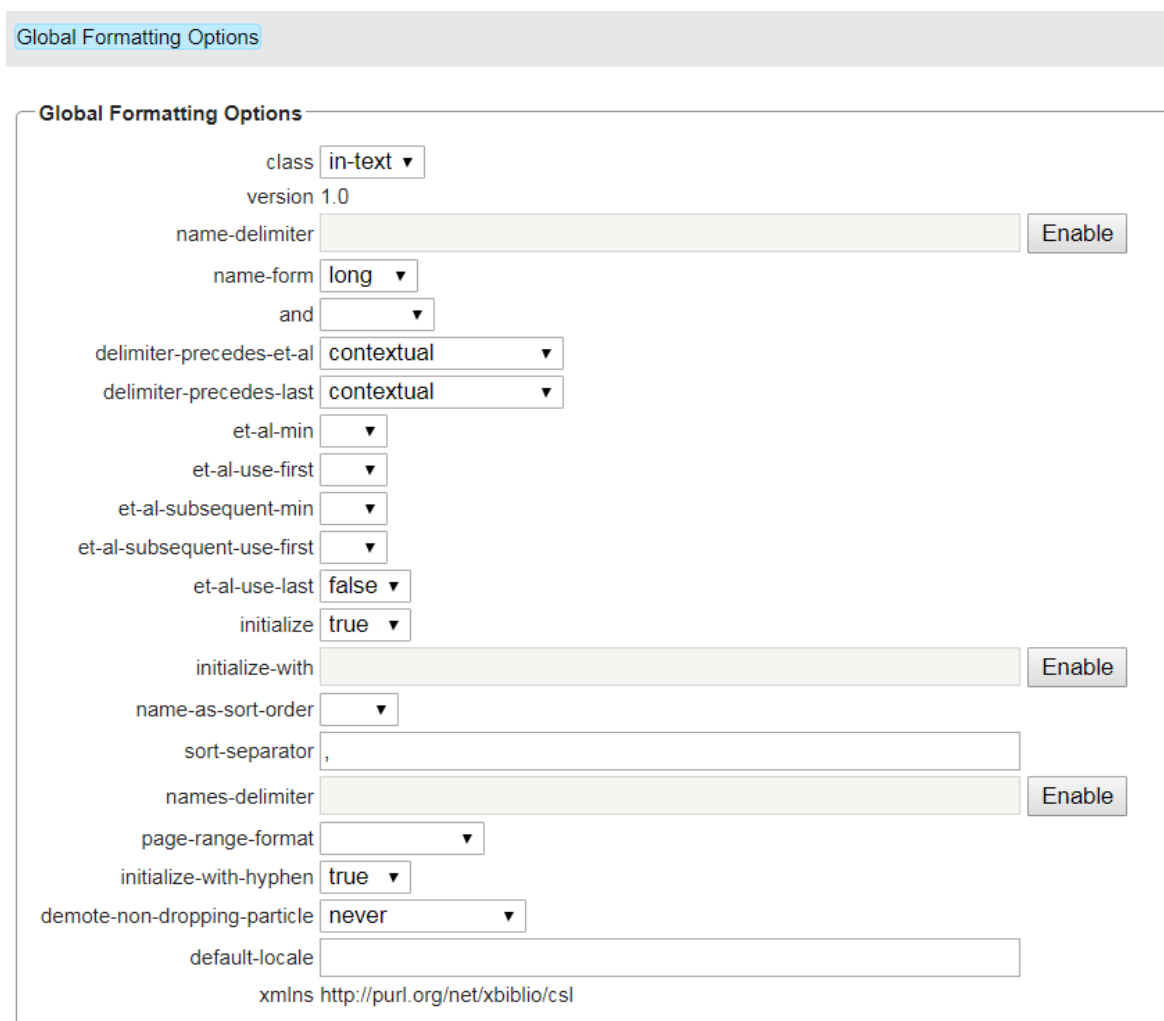 Global Formatting Options
Global Formatting Options
class in-text
version 1.0
name-delimiter Enable
name-form long
and
delimiter-precedes-et-al contextual
delimiter-precedes-last contextual
et-al-min
et-al-use-first
et-al-subsequent-min
et-al-subsequent-use-first
et-al-use-last false
initialize true
initialize-with Enable
name-as-sort-order
sort-separator ,
names-delimiter Enable
page-range-format
initialize-with-hyphen true
demote-non-dropping-particle never
default-locale
xmlns http://purl.org/net/xbiblio/csl